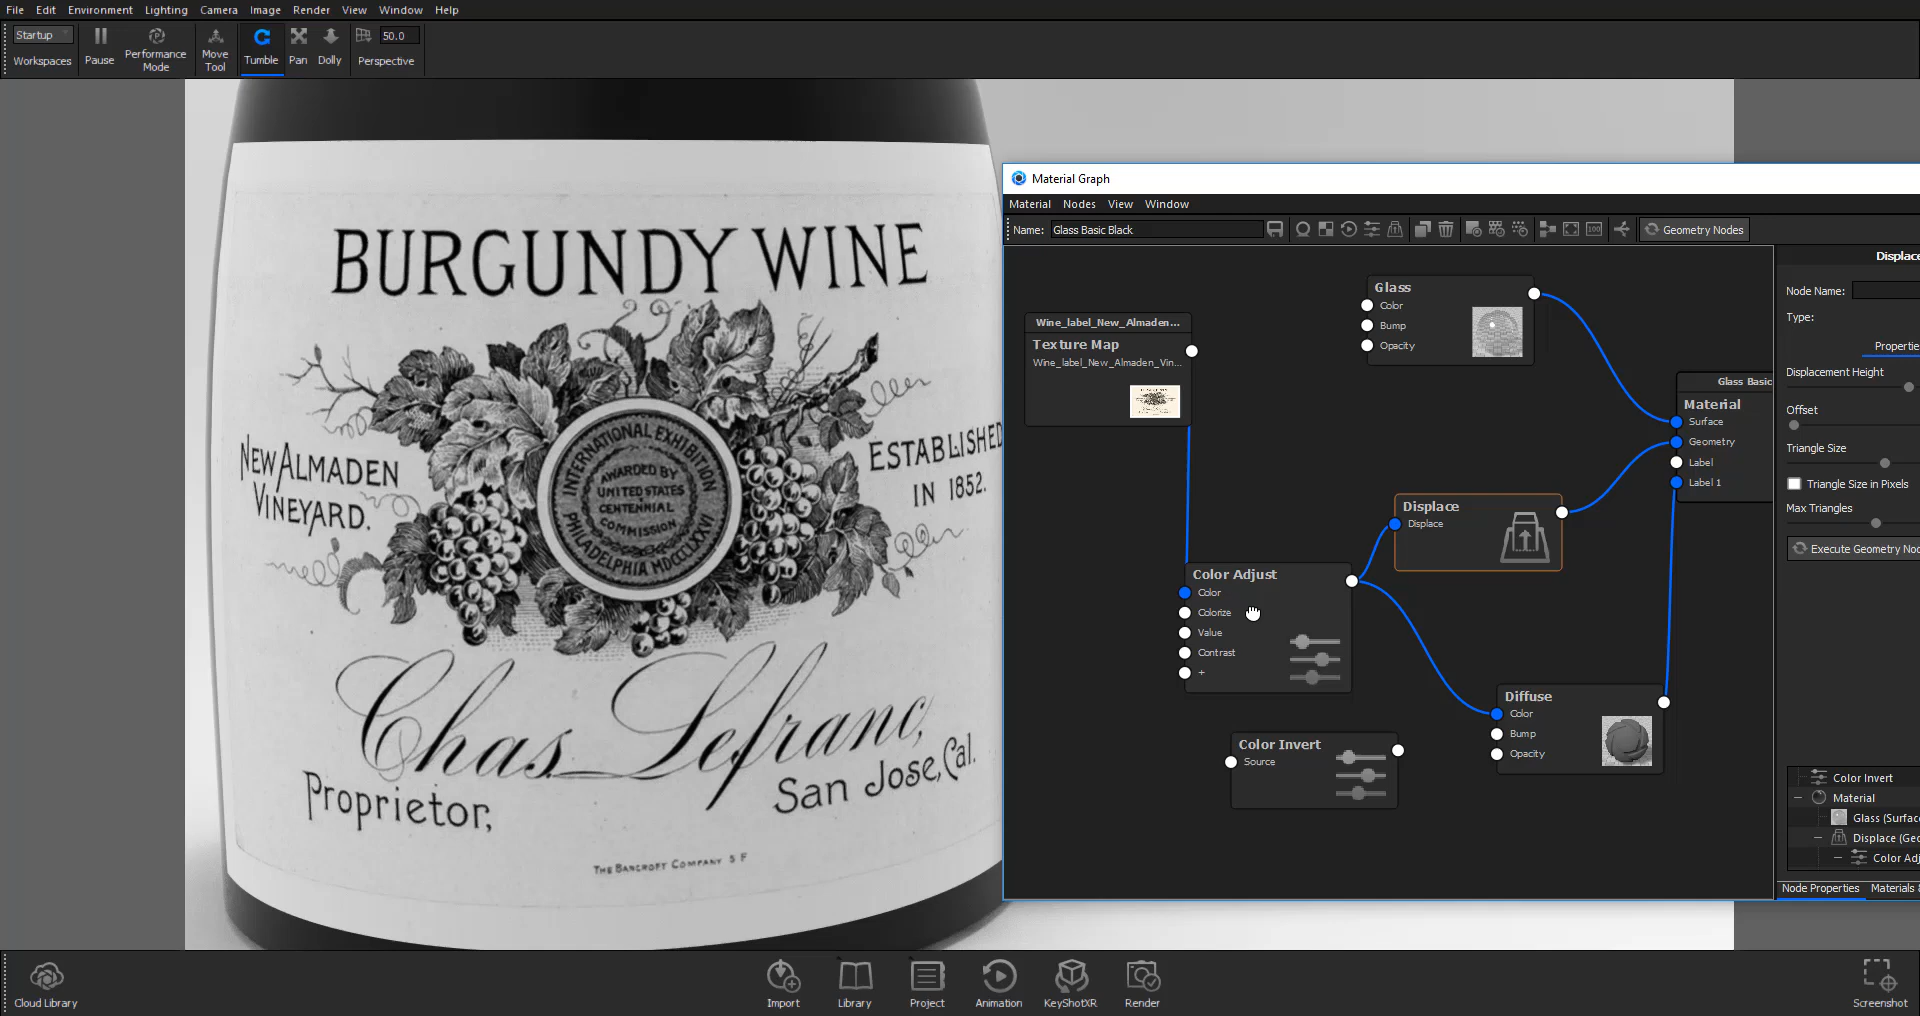 File Edit Environment Lighting Camera Image Render View Window Help
Startup
50.0
Workspaces Pause Performance Mode Move Tool Tumble Pan Dolly Perspective
BURGUNDY WINE
NEW ALMADEN
VINEYARD.
ESTABLISHED
IN 1852.
INTERNATIONAL EXHIBITION
AWARDED BY
UNITED STATES
CENTENNIAL
COMMISSION
PHILADELPHIA MDCCLXXVI
Chas. Lefranc,
Proprietor,
San Jose, Cal.
THE BANCROFT COMPANY S F
Material Graph
Material Nodes View Window
Name: Glass Basic Black
Geometry Nodes
Wine_label_New_Almaden...
Texture Map
Wine_label_New_Almaden_Vin...
Glass
Color
Bump
Opacity
Glass Basic
Material
Surface
Geometry
Label
Label 1
Displace
Displace
Color Adjust
Color
Colorize
Value
Contrast
+
Color Invert
Source
Diffuse
Color
Bump
Opacity
Displace
Node Name:
Type:
Propertie
Displacement Height
Offset
Triangle Size
Triangle Size in Pixels
Max Triangles
Execute Geometry Noc
Color Invert
Material
Glass (Surfac
Displace (Geo
Color Adj
Node Properties Materials &
Cloud Library Import Library Project Animation KeyShotXR Render Screenshot